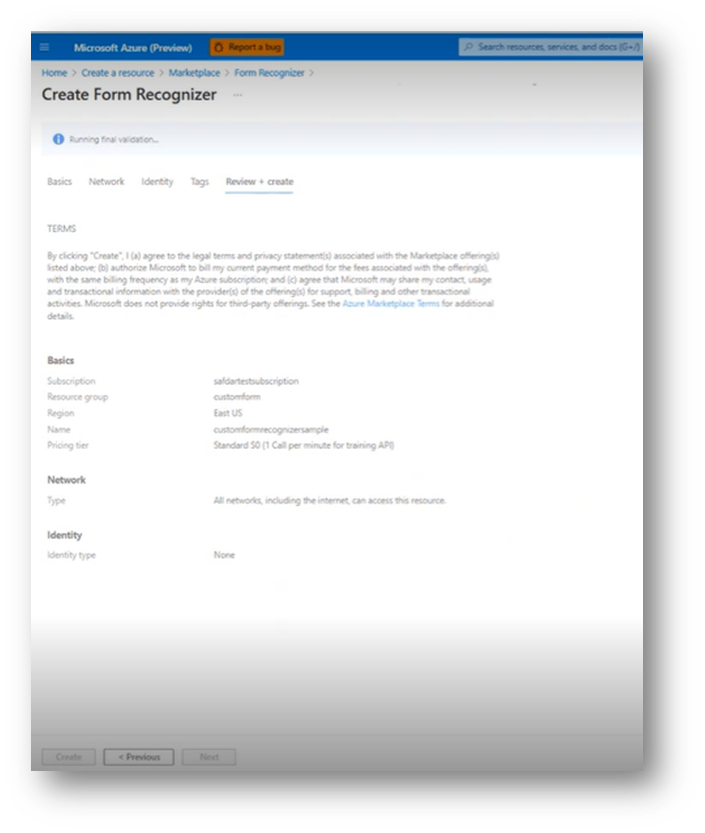 Microsoft Azure (Preview) Report a bug Search resources, services, and docs (G+/)
Home > Create a resource > Marketplace > Form Recognizer >
Create Form Recognizer ...
Running final validation...
Basics Network Identity Tags Review + create
TERMS
By clicking "Create", I (a) agree to the legal terms and privacy statement(s) associated with the Marketplace offering(s)
listed above; (b) authorize Microsoft to bill my current payment method for the fees associated with the offering(s),
with the same billing frequency as my Azure subscription; and (c) agree that Microsoft may share my contact, usage
and transactional information with the provider(s) of the offering(s) for support, billing and other transactional
activities. Microsoft does not provide rights for third-party offerings. See the Azure Marketplace Terms for additional
details.
Basics
Subscription safdartestsubscription
Resource group customform
Region East US
Name customformrecognizersample
Pricing tier Standard S0 (1 Call per minute for training API)
Network
Type All networks, including the internet, can access this resource.
Identity
Identity type None
Create < Previous Next